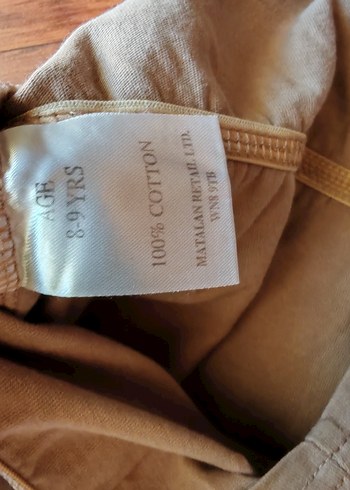 AGE
8-9 YRS
100% COTTON
MATALAN RETAIL LTD.
WN8 9TB